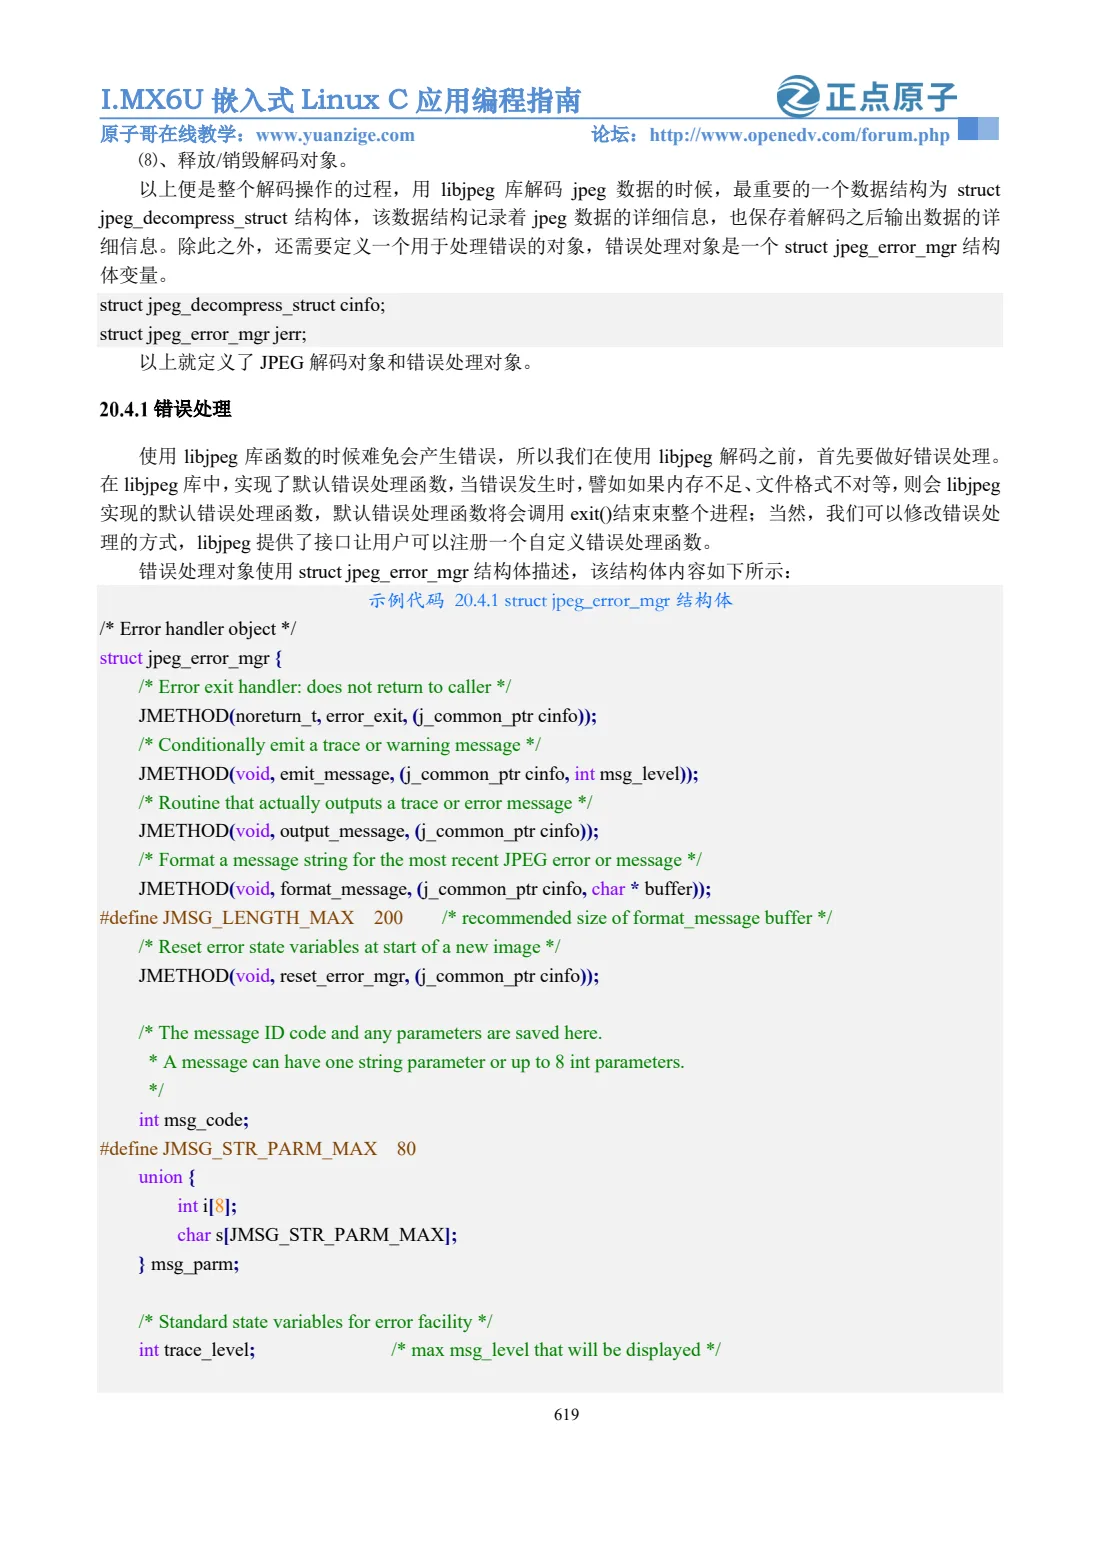 I.MX6U 嵌入式 Linux C 应用编程指南
正点原子
原子哥在线教学：www.yuanzige.com 论坛：http://www.openedv.com/forum.php
⑻、释放/销毁解码对象。
以上便是整个解码操作的过程，用 libjpeg 库解码 jpeg 数据的时候，最重要的一个数据结构为 struct
jpeg_decompress_struct 结构体，该数据结构记录着 jpeg 数据的详细信息，也保存着解码之后输出数据的详
细信息。除此之外，还需要定义一个用于处理错误的对象，错误处理对象是一个 struct jpeg_error_mgr 结构
体变量。
struct jpeg_decompress_struct cinfo;
struct jpeg_error_mgr jerr;
以上就定义了 JPEG 解码对象和错误处理对象。
20.4.1 错误处理
使用 libjpeg 库函数的时候难免会产生错误，所以我们在使用 libjpeg 解码之前，首先要做好错误处理。
在 libjpeg 库中，实现了默认错误处理函数，当错误发生时，譬如如果内存不足、文件格式不对等，则会 libjpeg
实现的默认错误处理函数，默认错误处理函数将会调用 exit()结束束整个进程；当然，我们可以修改错误处
理的方式，libjpeg 提供了接口让用户可以注册一个自定义错误处理函数。
错误处理对象使用 struct jpeg_error_mgr 结构体描述，该结构体内容如下所示：
示例代码 20.4.1 struct jpeg_error_mgr 结构体
/* Error handler object */
struct jpeg_error_mgr {
/* Error exit handler: does not return to caller */
JMETHOD(noreturn_t, error_exit, (j_common_ptr cinfo));
/* Conditionally emit a trace or warning message */
JMETHOD(void, emit_message, (j_common_ptr cinfo, int msg_level));
/* Routine that actually outputs a trace or error message */
JMETHOD(void, output_message, (j_common_ptr cinfo));
/* Format a message string for the most recent JPEG error or message */
JMETHOD(void, format_message, (j_common_ptr cinfo, char * buffer));
#define JMSG_LENGTH_MAX 200 /* recommended size of format_message buffer */
/* Reset error state variables at start of a new image */
JMETHOD(void, reset_error_mgr, (j_common_ptr cinfo));
/* The message ID code and any parameters are saved here.
* A message can have one string parameter or up to 8 int parameters.
*/
int msg_code;
#define JMSG_STR_PARM_MAX 80
union {
int i[8];
char s[JMSG_STR_PARM_MAX];
} msg_parm;
/* Standard state variables for error facility */
int trace_level; /* max msg_level that will be displayed */
619